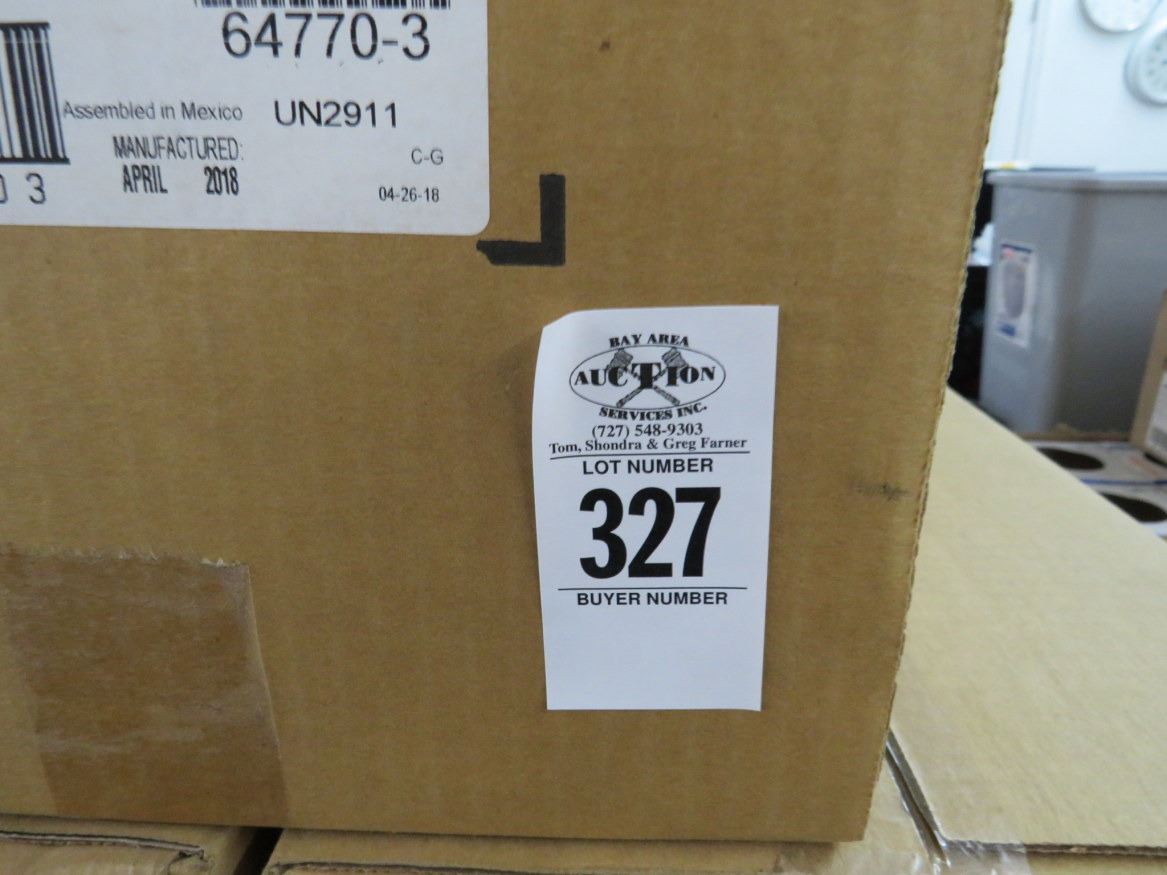 64770-3
Assembled in Mexico UN2911
MANUFACTURED:
APRIL 2018
C-G
04-26-18
3
BAY AREA
AUCTION
SERVICES INC.
(727) 548-9303
Tom, Shondra & Greg Farner
LOT NUMBER
327
BUYER NUMBER